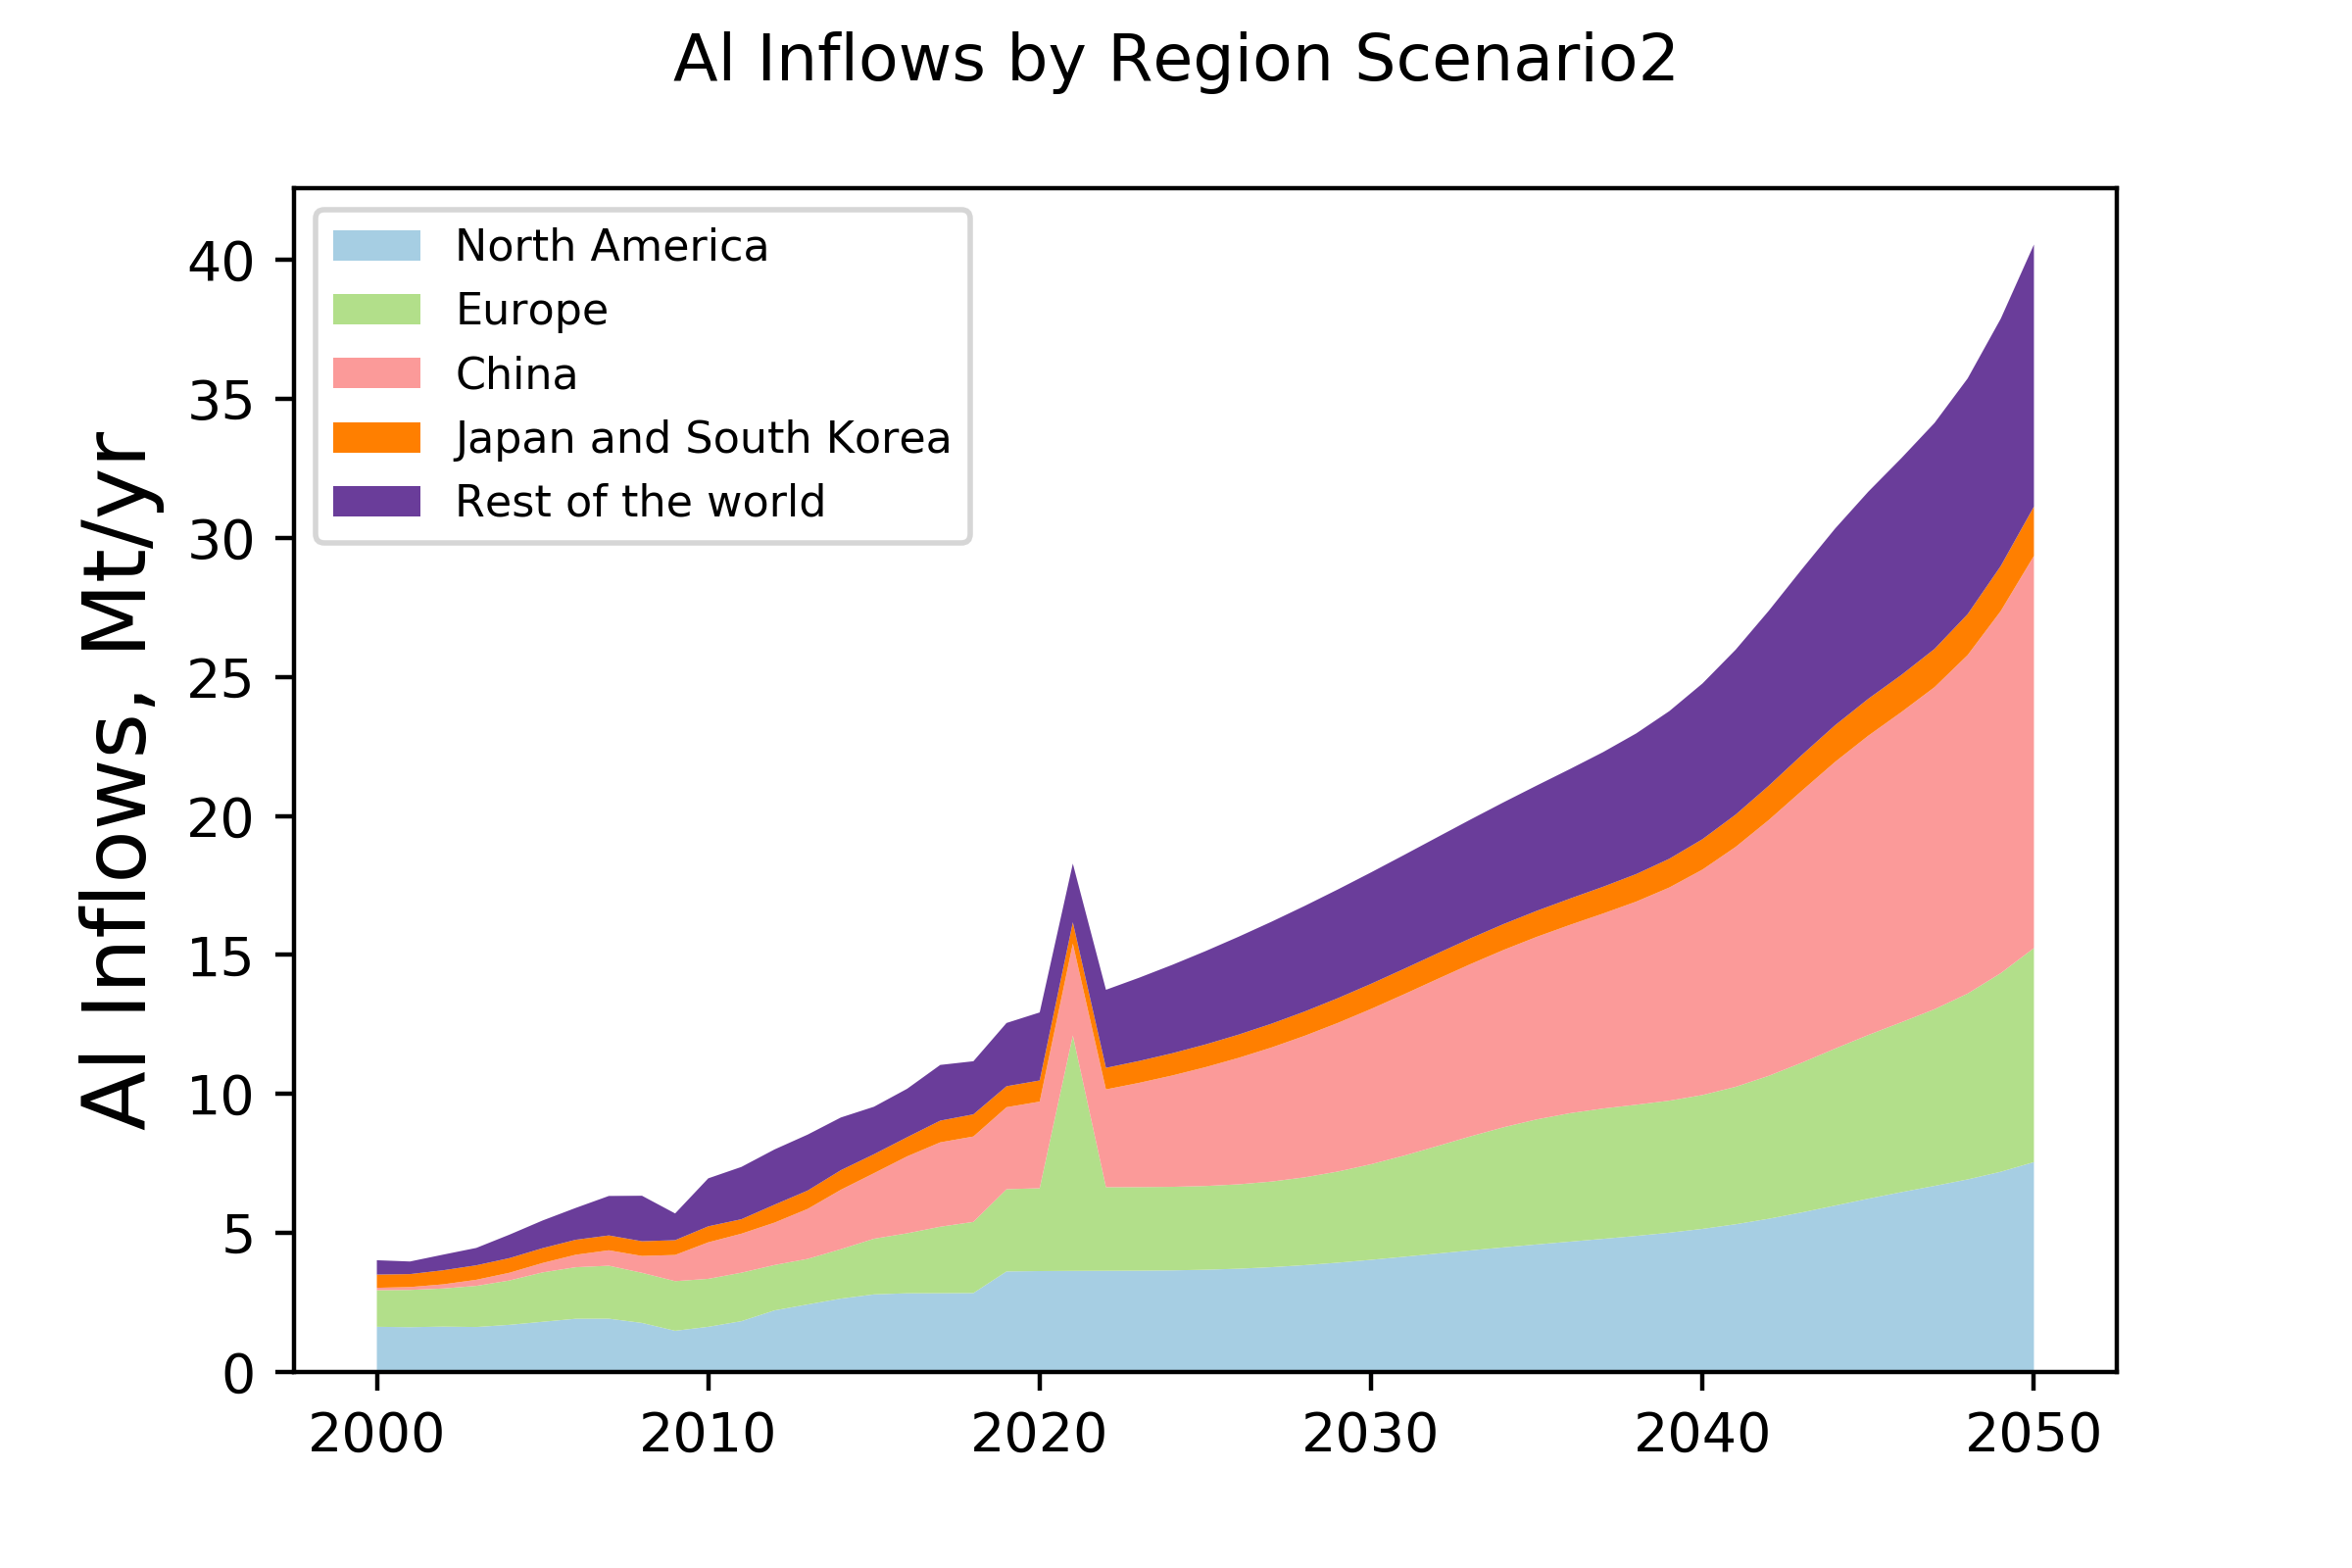 Al Inflows by Region Scenario2
North America
Europe
China
Japan and South Korea
Rest of the world
Al Inflows, Mt/yr
40
35
30
25
20
15
10
5
0
2000 2010 2020 2030 2040 2050